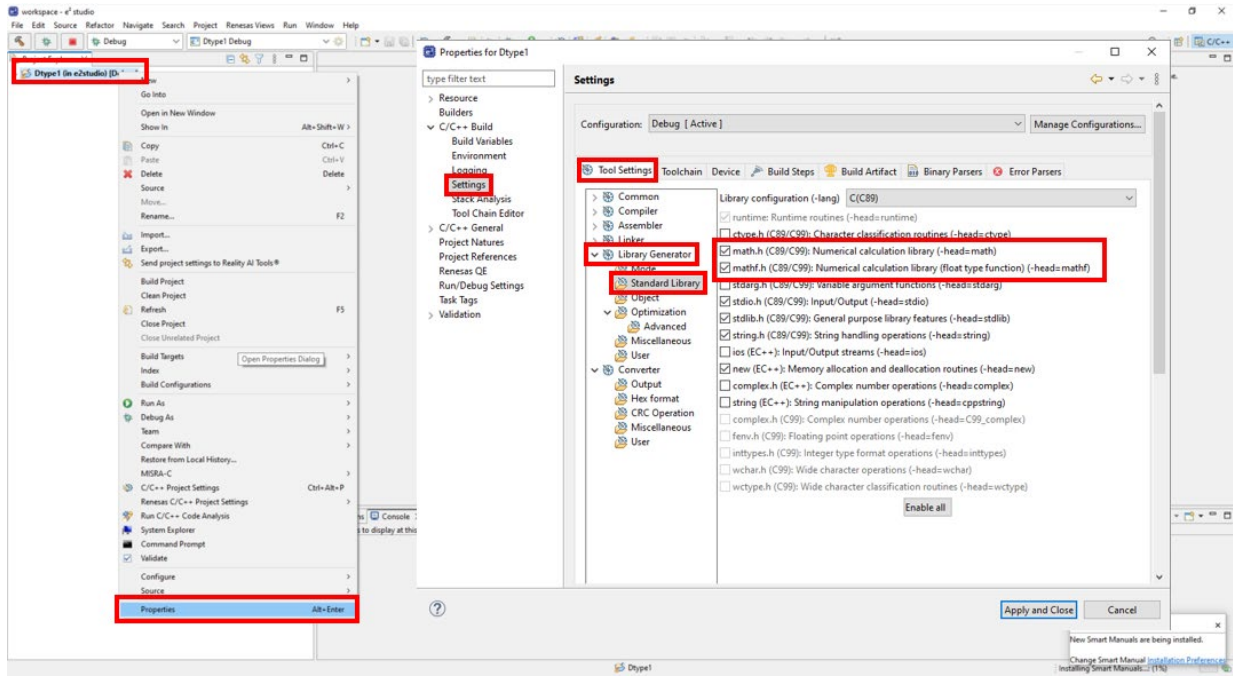 workspace - e² studio
File Edit Source Refactor Navigate Search Project Renesas Views Run Window Help
Debug
Dtype1 Debug
C/C++
Dtype1 (in e2studio) [De
New
Go Into
Open in New Window
Show In Alt+Shift+W >
Copy Ctrl+C
Paste Ctrl+V
Delete Delete
Source
Move...
Rename... F2
Import...
Export...
Send project settings to Reality AI Tools®
Build Project
Clean Project
Refresh F5
Close Project
Close Unrelated Project
Build Targets
Open Properties Dialog
Index
Build Configurations
Run As
Debug As
Team
Compare With
Restore from Local History...
MISRA-C
C/C++ Project Settings Ctrl+Alt+P
Renesas C/C++ Project Settings
Run C/C++ Code Analysis
System Explorer
Command Prompt
Validate
Configure
Source
Properties Alt+Enter
Console
s to display at this
Properties for Dtype1
type filter text
Resource
Builders
C/C++ Build
Build Variables
Environment
Logging
Settings
Stack Analysis
Tool Chain Editor
C/C++ General
Project Natures
Project References
Renesas QE
Run/Debug Settings
Task Tags
Validation
Settings
Configuration: Debug [ Active ]
Manage Configurations...
Tool Settings Toolchain Device Build Steps Build Artifact Binary Parsers Error Parsers
Common
Compiler
Assembler
Linker
Library Generator
Mode
Standard Library
Object
Optimization
Advanced
Miscellaneous
User
Converter
Output
Hex format
CRC Operation
Miscellaneous
User
Library configuration (-lang) C(C89)
runtime: Runtime routines (-head=runtime)
ctype.h (C89/C99): Character classification routines (-head=ctype)
math.h (C89/C99): Numerical calculation library (-head=math)
mathf.h (C89/C99): Numerical calculation library (float type function) (-head=mathf)
stdarg.h (C89/C99): Variable argument functions (-head=stdarg)
stdio.h (C89/C99): Input/Output (-head=stdio)
stdlib.h (C89/C99): General purpose library features (-head=stdlib)
string.h (C89/C99): String handling operations (-head=string)
ios (EC++): Input/Output streams (-head=ios)
new (EC++): Memory allocation and deallocation routines (-head=new)
complex.h (EC++): Complex number operations (-head=complex)
string (EC++): String manipulation operations (-head=cppstring)
complex.h (C99): Complex number operations (-head=C99_complex)
fenv.h (C99): Floating point operations (-head=fenv)
inttypes.h (C99): Integer type format operations (-head=inttypes)
wchar.h (C99): Wide character operations (-head=wchar)
wctype.h (C99): Wide character classification routines (-head=wctype)
Enable all
Apply and Close Cancel
New Smart Manuals are being installed.
Change Smart Manual Installation Preferences
Dtype1
Installing Smart Manuals...: (1%)